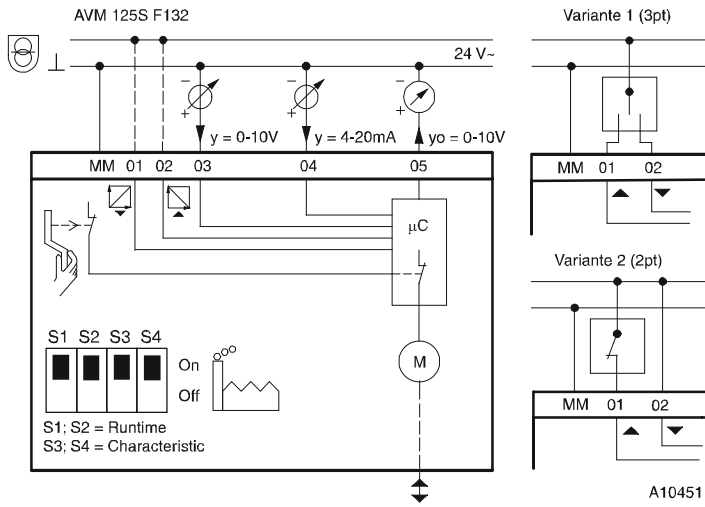 AVM 125S F132
24 V~
y = 0-10V
y = 4-20mA
yo = 0-10V
MM 01 02 03 04 05
µC
M
S1 S2 S3 S4
On
Off
S1; S2 = Runtime
S3; S4 = Characteristic
Variante 1 (3pt)
MM 01 02
Variante 2 (2pt)
MM 01 02
A10451